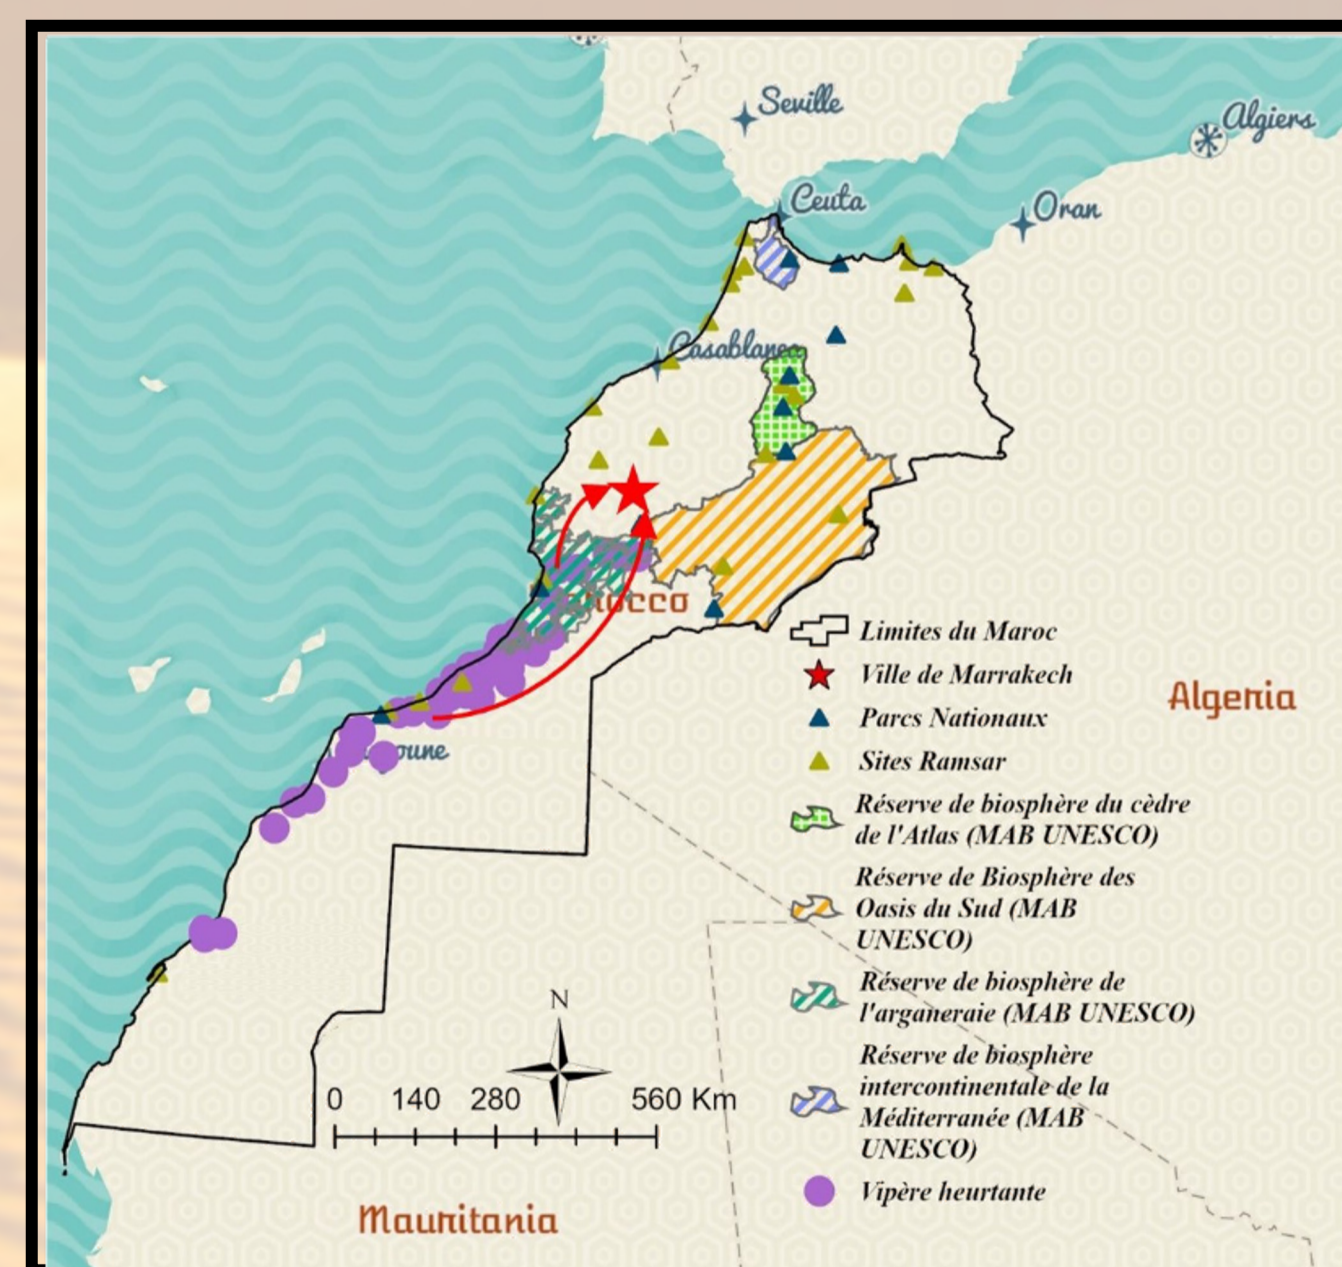 Seville
Algiers
Ceuta
Oran
Casablanca
Limites du Maroc
Ville de Marrakech
Algeria
Parcs Nationaux
oune
Sites Ramsar
Réserve de biosphère du cèdre
de l'Atlas (MAB UNESCO)
Réserve de Biosphère des
Oasis du Sud (MAB
UNESCO)
Réserve de biosphère de
l'arganeraie (MAB UNESCO)
N
Réserve de biosphère
intercontinentale de la
Méditerranée (MAB
UNESCO)
0 140 280 560 Km
Vipère heurtante
Mauritania